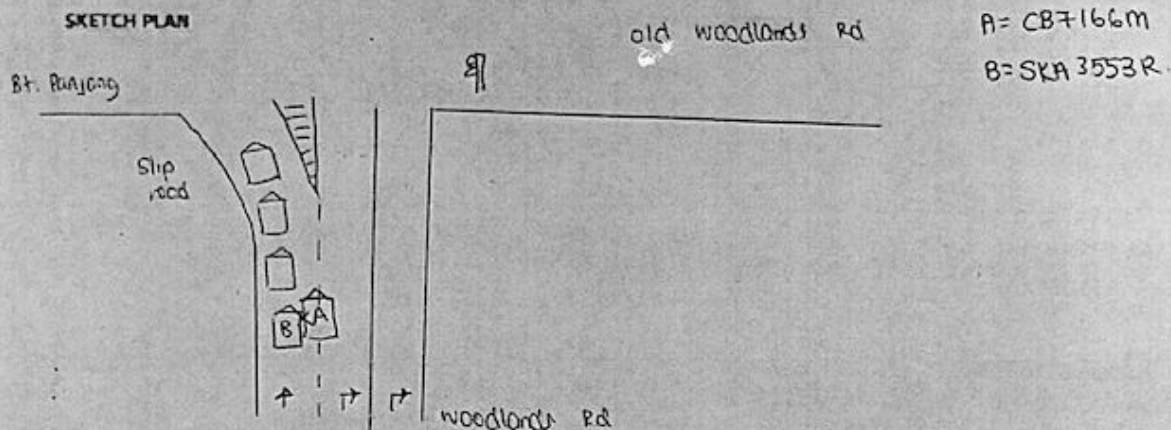 SKETCH PLAN
old woodlands Rd
A = CB7166M
B = SKA 3553R
Bt. Panjang
Slip
road
B
A
woodlands Rd